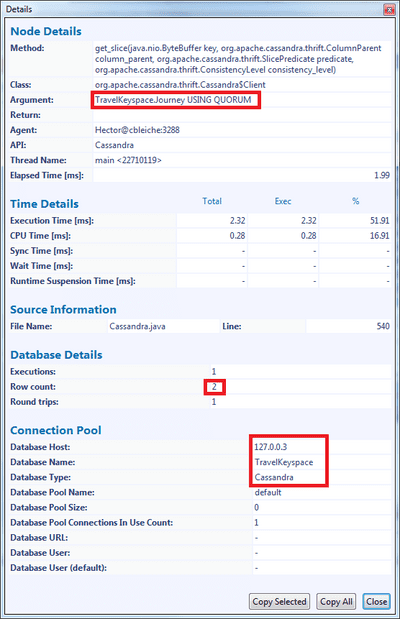 Details
Node Details
Method: get_slice(java.nio.ByteBuffer key, org.apache.cassandra.thrift.ColumnParent
column_parent, org.apache.cassandra.thrift.SlicePredicate predicate,
org.apache.cassandra.thrift.ConsistencyLevel consistency_level)
Class: org.apache.cassandra.thrift.Cassandra$Client
Argument: TravelKeyspace.Journey USING QUORUM
Return:
Agent: Hector@cbleiche:3288
API: Cassandra
Thread Name: main <22710119>
Elapsed Time [ms]: 1.99
Time Details Total Exec %
Execution Time [ms]: 2.32 2.32 51.91
CPU Time [ms]: 0.28 0.28 16.91
Sync Time [ms]: - - -
Wait Time [ms]: - - -
Runtime Suspension Time [ms]: - - -
Source Information
File Name: Cassandra.java Line: 540
Database Details
Executions: 1
Row count: 2
Round trips: 1
Connection Pool
Database Host: 127.0.0.3
Database Name: TravelKeyspace
Database Type: Cassandra
Database Pool Name: default
Database Pool Size: 0
Database Pool Connections In Use Count: 1
Database URL: -
Database User: -
Database User (default): -
Copy Selected Copy All Close